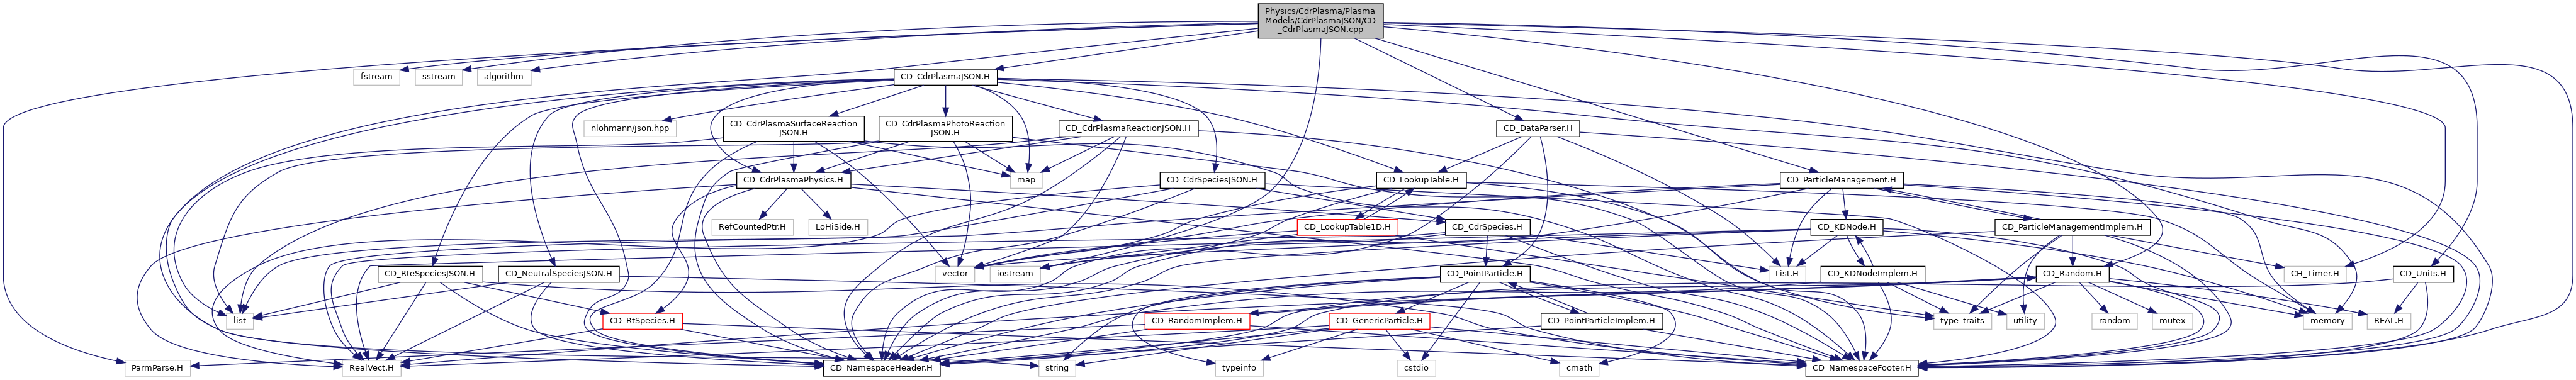 Physics/CdrPlasma/Plasma
Models/CdrPlasmaJSON/CD
_CdrPlasmaJSON.cpp
fstream
sstream
algorithm
CD_CdrPlasmaJSON.H
nlohmann/json.hpp
CD_CdrPlasmaSurfaceReaction
JSON.H
CD_CdrPlasmaPhotoReaction
JSON.H
CD_CdrPlasmaReactionJSON.H
CD_DataParser.H
CD_CdrPlasmaPhysics.H
map
CD_CdrSpeciesJSON.H
CD_LookupTable.H
CD_ParticleManagement.H
RefCountedPtr.H
LoHiSide.H
CD_LookupTable1D.H
CD_CdrSpecies.H
CD_KDNode.H
CD_ParticleManagementImplem.H
CD_RteSpeciesJSON.H
CD_NeutralSpeciesJSON.H
vector
iostream
CD_PointParticle.H
List.H
CD_KDNodeImplem.H
CD_Random.H
CH_Timer.H
CD_Units.H
list
CD_RtSpecies.H
CD_RandomImplem.H
CD_GenericParticle.H
CD_PointParticleImplem.H
type_traits
utility
random
mutex
memory
REAL.H
ParmParse.H
RealVect.H
CD_NamespaceHeader.H
string
typeinfo
cstdio
cmath
CD_NamespaceFooter.H